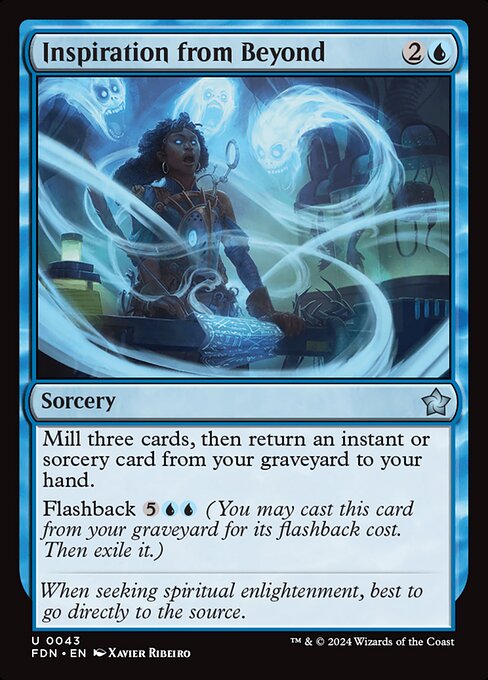 Inspiration from Beyond 2
Sorcery
Mill three cards, then return an instant or
sorcery card from your graveyard to your
hand.
Flashback 5 (You may cast this card
from your graveyard for its flashback cost.
Then exile it.)
When seeking spiritual enlightenment, best to
go directly to the source.
U 0043
FDN • EN Xavier Ribeiro
™ & © 2024 Wizards of the Coast